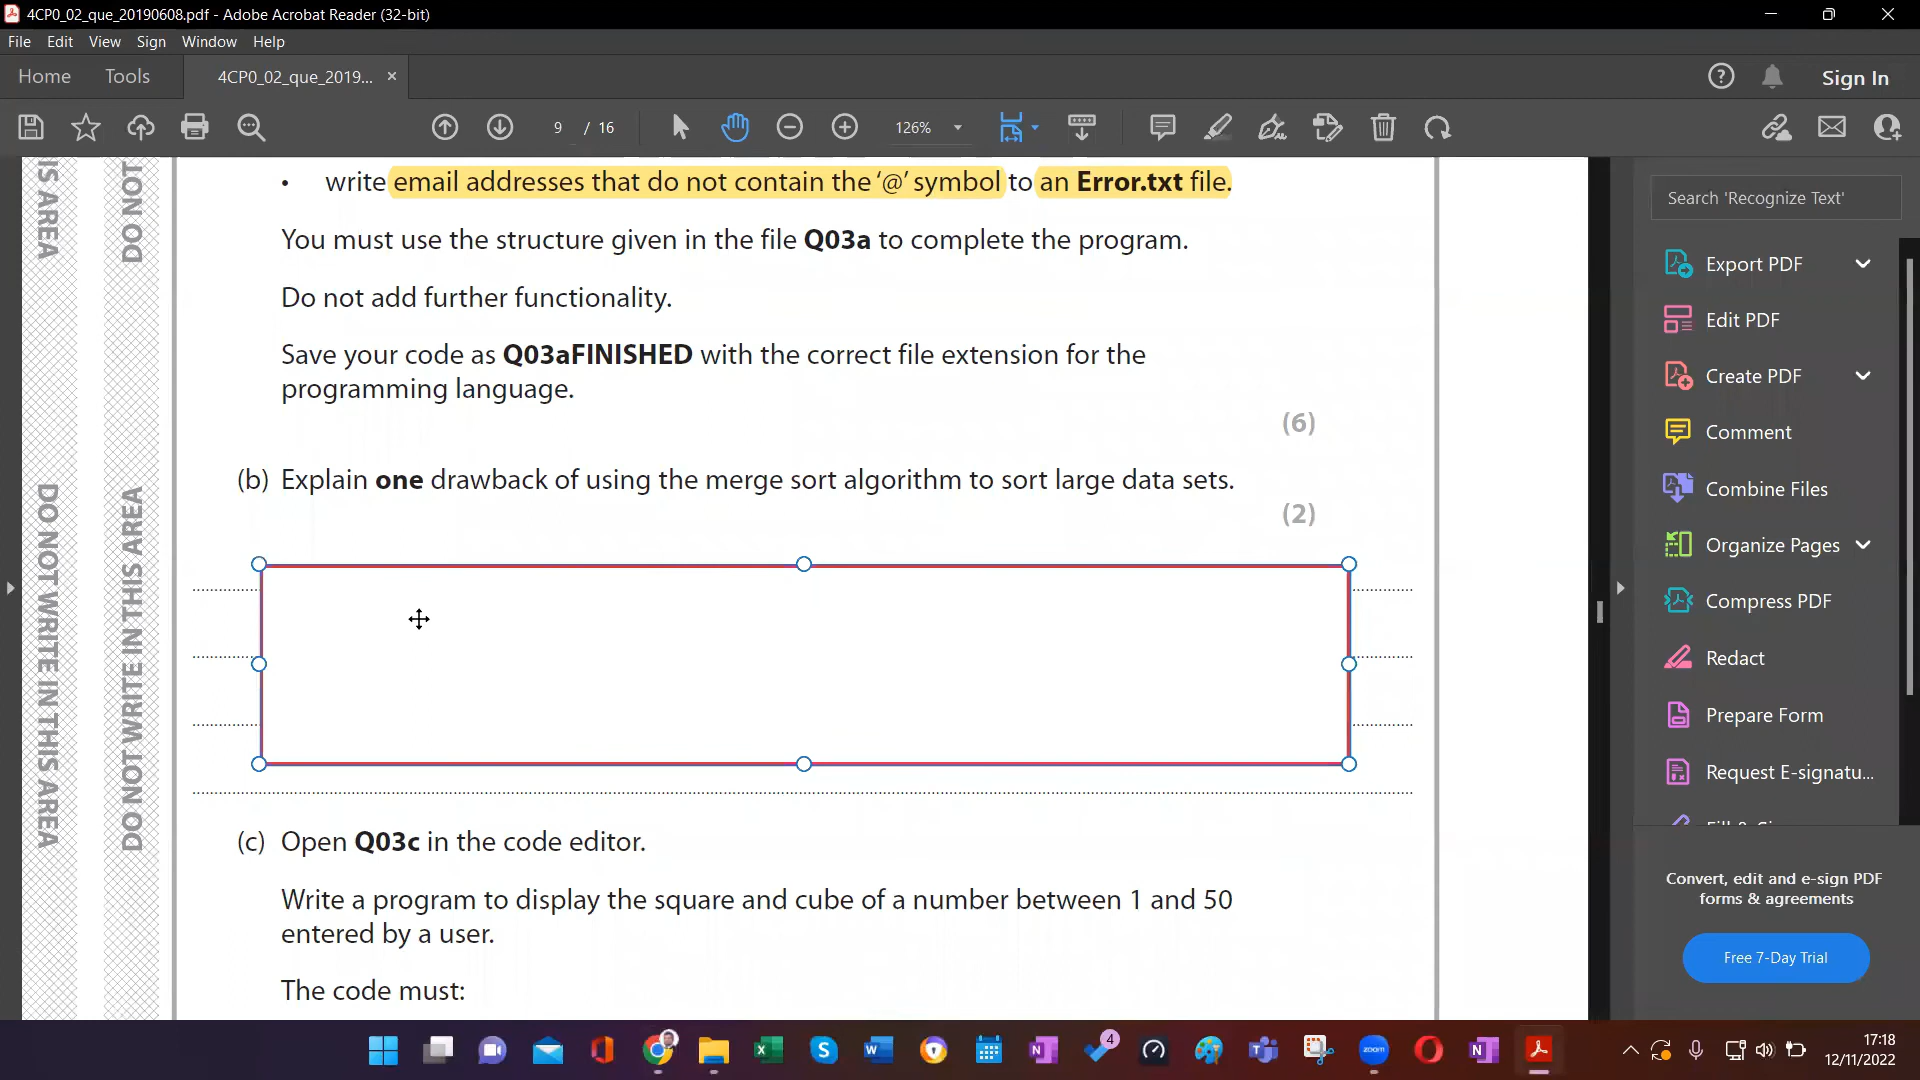 4CP0_02_que_20190608.pdf - Adobe Acrobat Reader (32-bit)
File Edit View Sign Window Help
Home Tools 4CP0_02_que_2019... × Sign In
9 / 16 126%
• write email addresses that do not contain the ‘@’ symbol to an Error.txt file.
You must use the structure given in the file Q03a to complete the program.
Do not add further functionality.
Save your code as Q03aFINISHED with the correct file extension for the
programming language.
(6)
(b) Explain one drawback of using the merge sort algorithm to sort large data sets.
(2)
(c) Open Q03c in the code editor.
Write a program to display the square and cube of a number between 1 and 50
entered by a user.
The code must:
IS AREA
DO NOT
DO NOT WRITE IN THIS AREA
DO NOT WRITE IN THIS AREA
Search 'Recognize Text'
Export PDF
Edit PDF
Create PDF
Comment
Combine Files
Organize Pages
Compress PDF
Redact
Prepare Form
Request E-signatu...
Convert, edit and e-sign PDF
forms & agreements
Free 7-Day Trial
4
zoom
17:18
12/11/2022